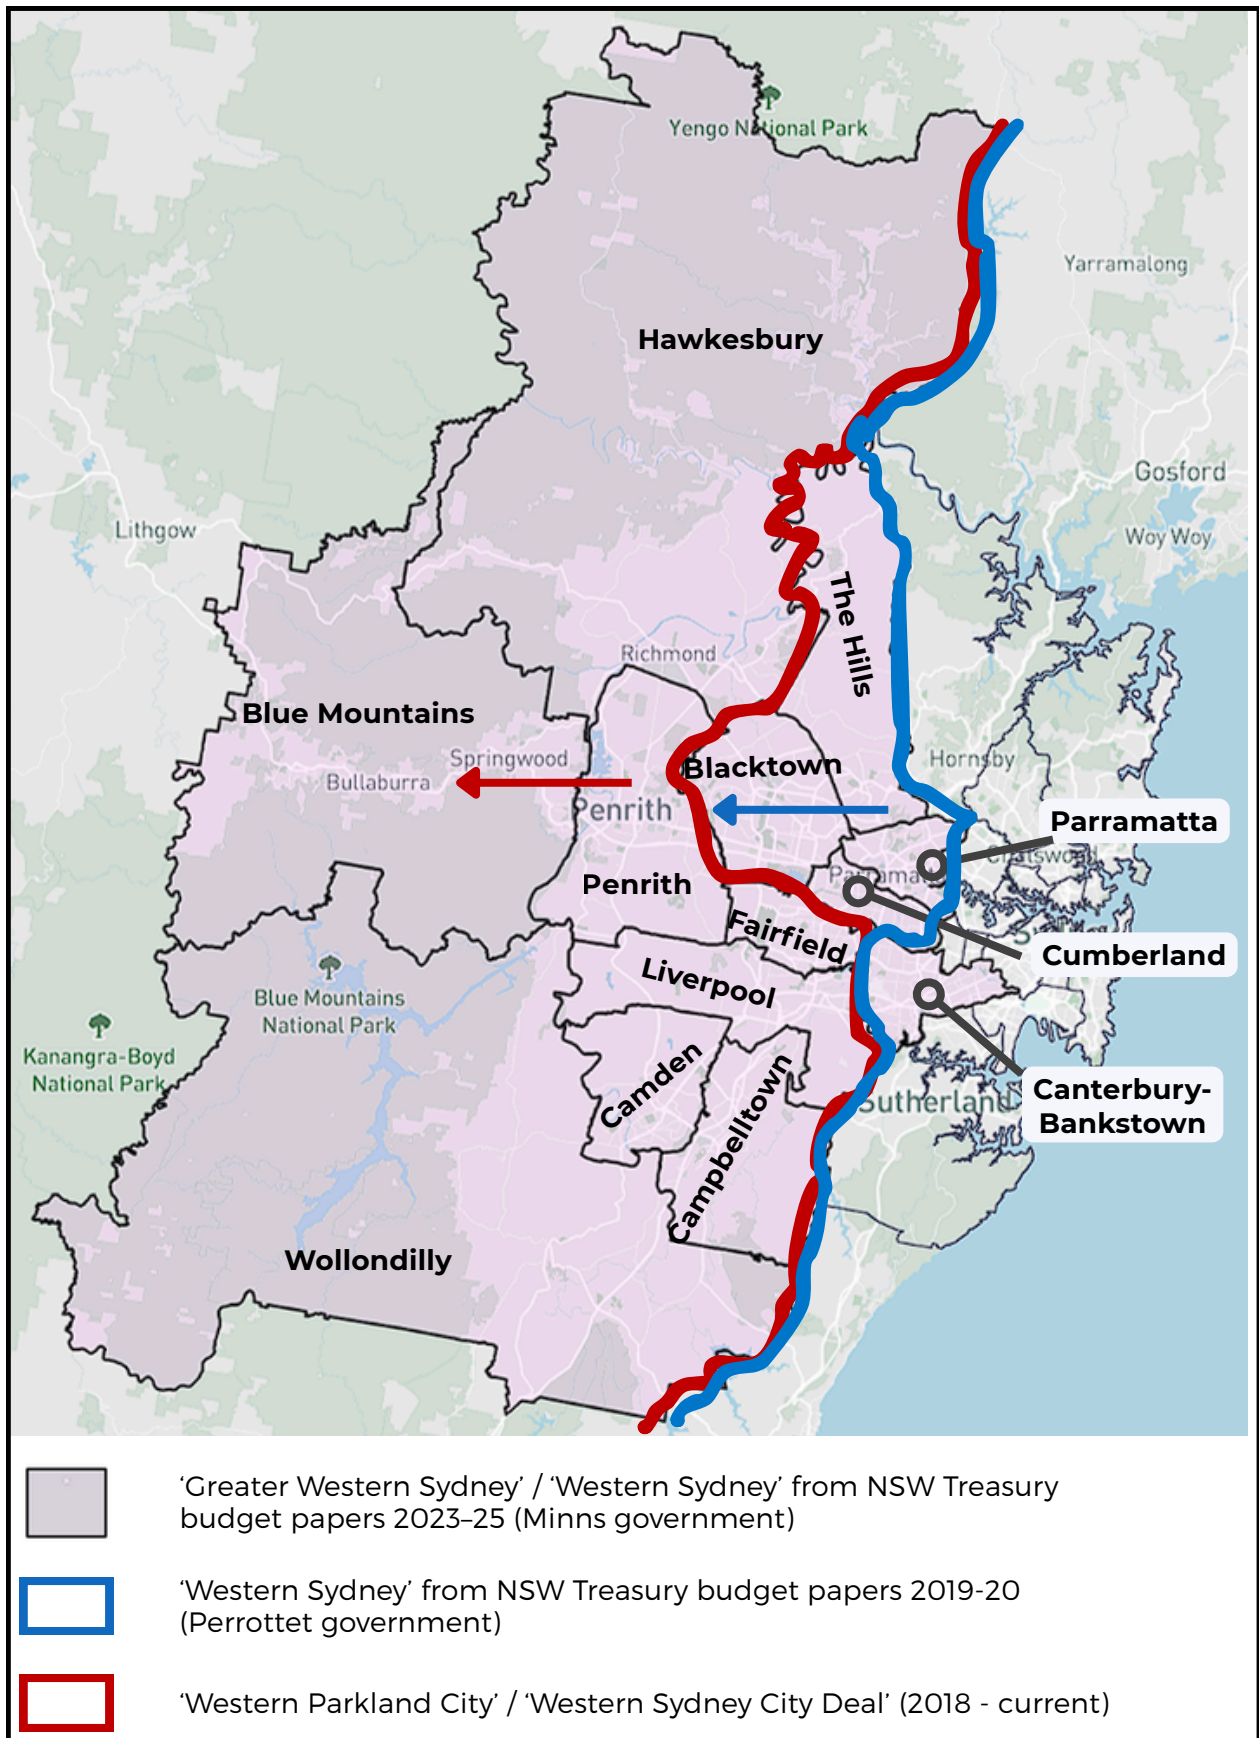 Yengo National Park
Yarramalong
Hawkesbury
Gosford
Lithgow
Woy Woy
The Hills
Richmond
Blue Mountains
Springwood
Hornsby
Blacktown
Bullaburra
Penrith
Parramatta
Chatswood
Parramatta
Penrith
Fairfield
Sydney
Cumberland
Liverpool
Blue Mountains
National Park
Kanangra-Boyd
National Park
Camden
Campbelltown
Sutherland
Canterbury-
Bankstown
Wollondilly
‘Greater Western Sydney’ / ‘Western Sydney’ from NSW Treasury
budget papers 2023–25 (Minns government)
‘Western Sydney’ from NSW Treasury budget papers 2019-20
(Perrottet government)
‘Western Parkland City’ / ‘Western Sydney City Deal’ (2018 - current)